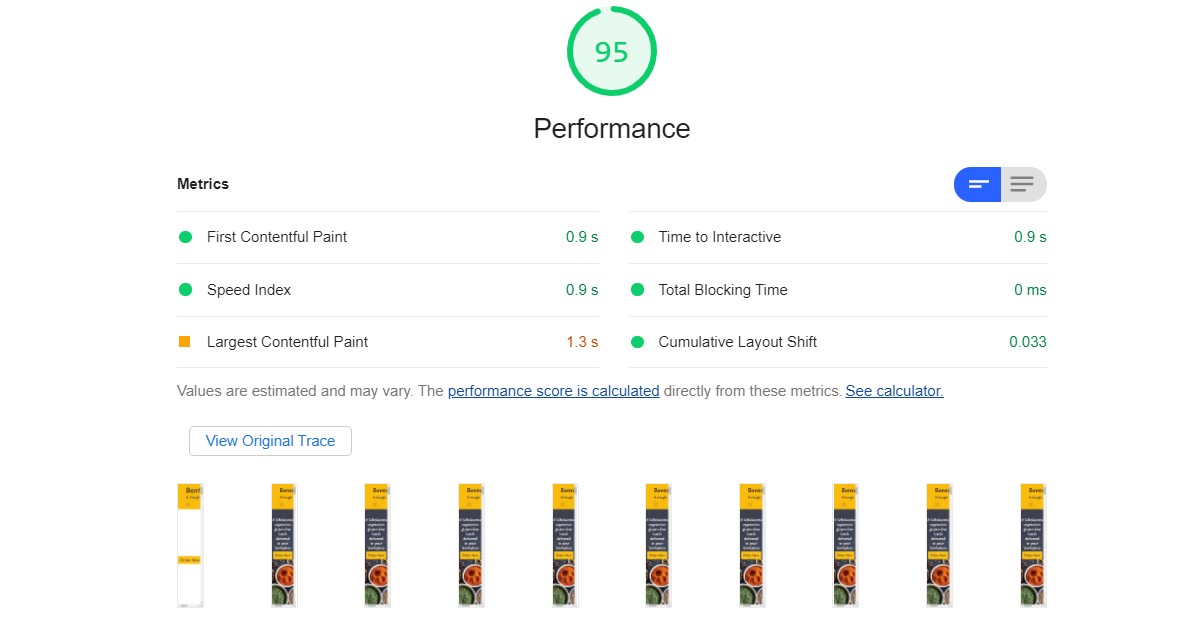 95
Performance
Metrics
First Contentful Paint 0.9 s
Time to Interactive 0.9 s
Speed Index 0.9 s
Total Blocking Time 0 ms
Largest Contentful Paint 1.3 s
Cumulative Layout Shift 0.033
Values are estimated and may vary. The performance score is calculated directly from these metrics. See calculator.
View Original Trace